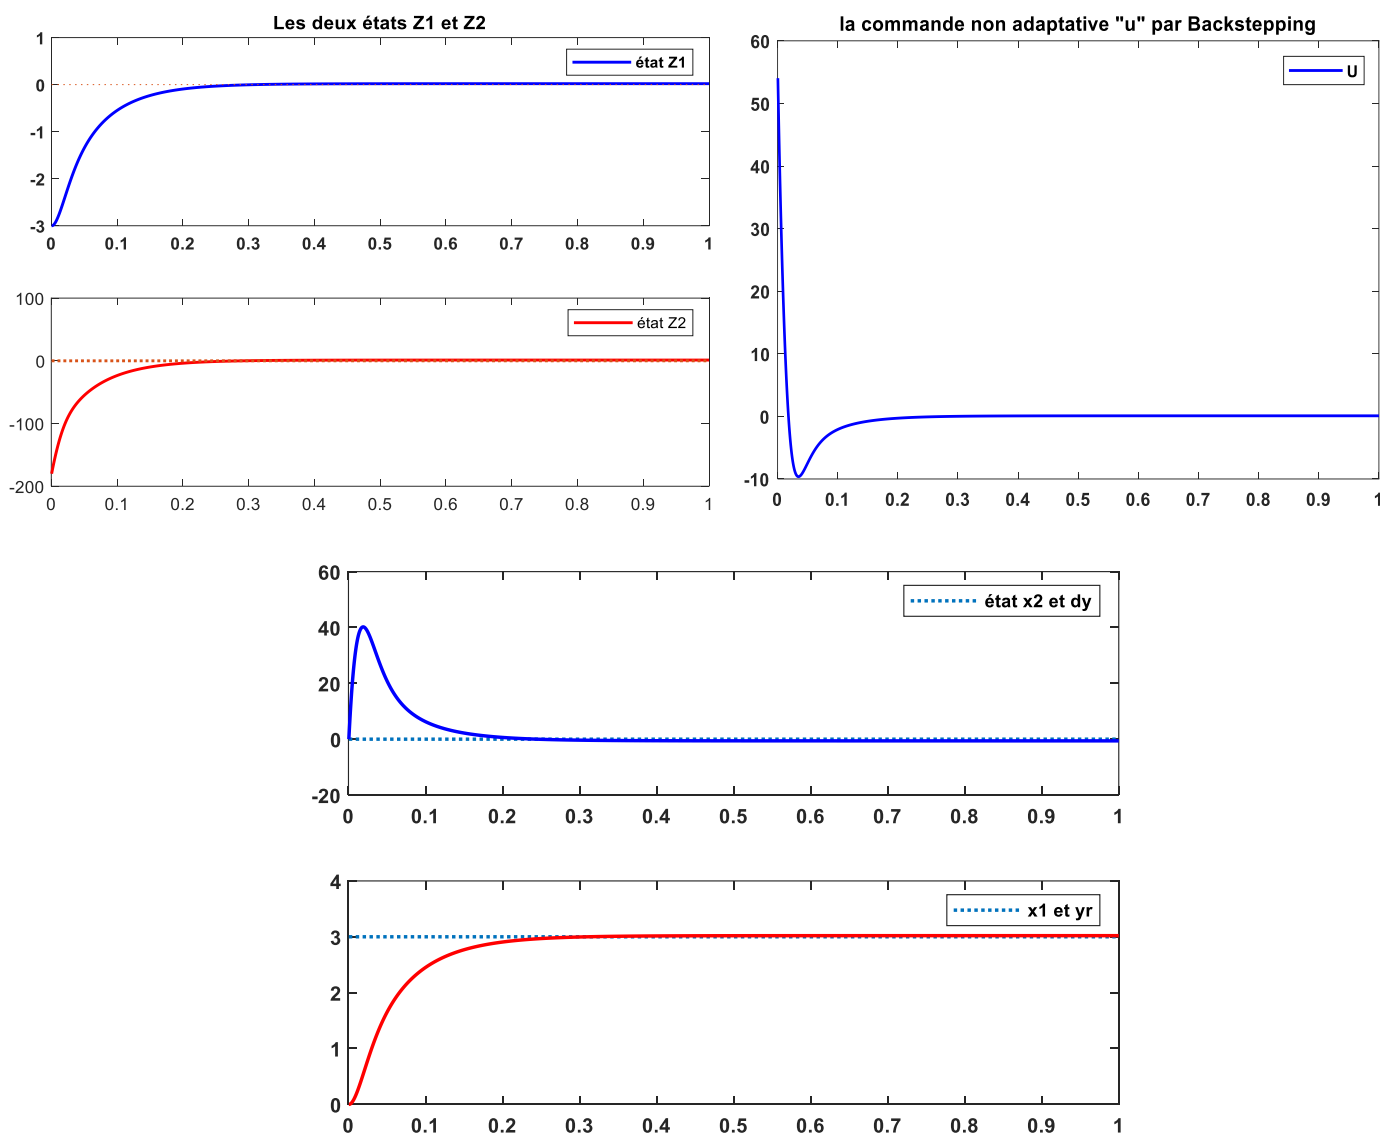 Les deux états Z1 et Z2
1
0
-1
-2
-3
état Z1
0 0.1 0.2 0.3 0.4 0.5 0.6 0.7 0.8 0.9 1
100
0
-100
-200
état Z2
0 0.1 0.2 0.3 0.4 0.5 0.6 0.7 0.8 0.9 1
la commande non adaptative "u" par Backstepping
60
50
40
30
20
10
0
-10
U
0 0.1 0.2 0.3 0.4 0.5 0.6 0.7 0.8 0.9 1
60
40
20
0
-20
état x2 et dy
0 0.1 0.2 0.3 0.4 0.5 0.6 0.7 0.8 0.9 1
4
3
2
1
0
x1 et yr
0 0.1 0.2 0.3 0.4 0.5 0.6 0.7 0.8 0.9 1